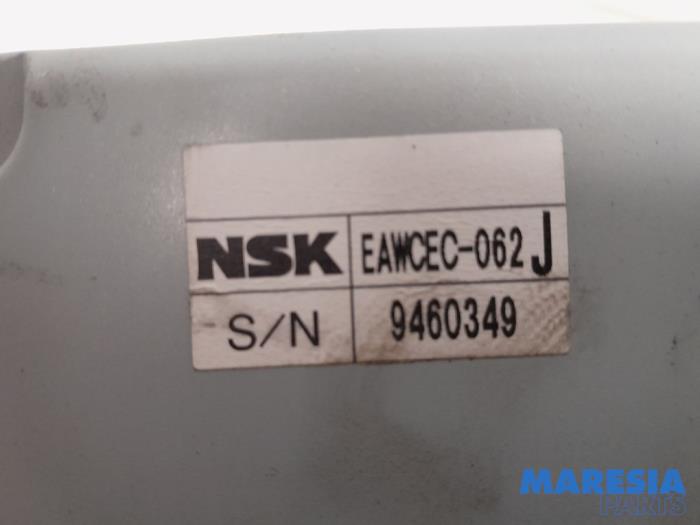 NSK EAWCEC-062 J
S/N 9460349
MARESIA
PARTS